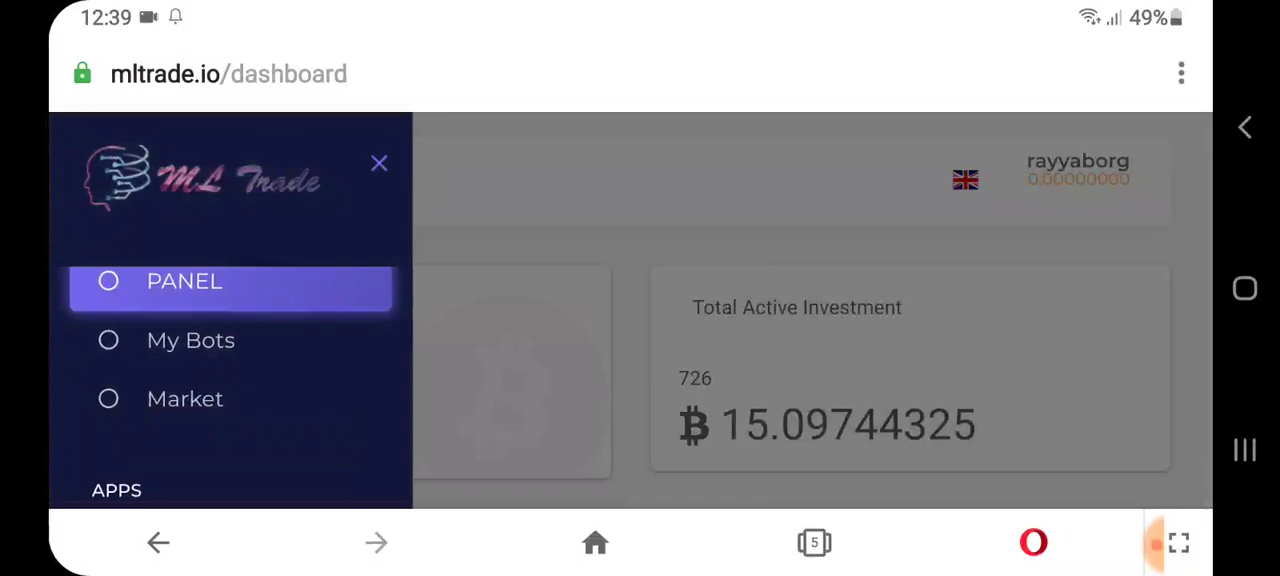 12:39
49%
mltrade.io/dashboard
ML Trade
rayyaborg
0.00000000
PANEL
My Bots
Market
APPS
Total Active Investment
726
₿ 15.09744325
5